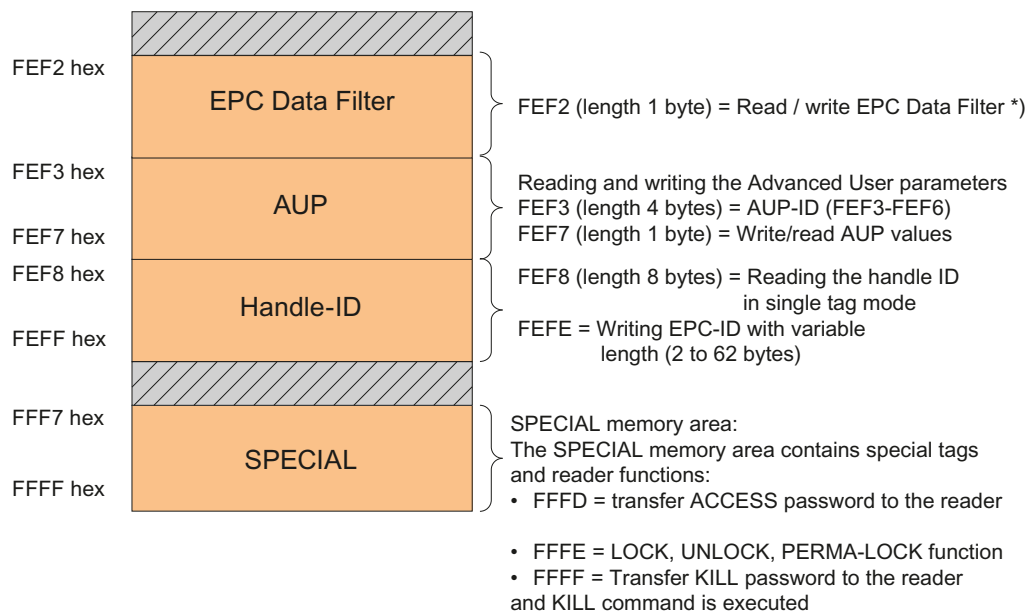 FEF2 hex
EPC Data Filter
FEF2 (length 1 byte) = Read / write EPC Data Filter *)
FEF3 hex
AUP
FEF7 hex
Reading and writing the Advanced User parameters
FEF3 (length 4 bytes) = AUP-ID (FEF3-FEF6)
FEF7 (length 1 byte) = Write/read AUP values
FEF8 hex
Handle-ID
FEFF hex
FEF8 (length 8 bytes) = Reading the handle ID
in single tag mode
FEFE = Writing EPC-ID with variable
length (2 to 62 bytes)
FFF7 hex
SPECIAL
FFFF hex
SPECIAL memory area:
The SPECIAL memory area contains special tags
and reader functions:
• FFFD = transfer ACCESS password to the reader
• FFFE = LOCK, UNLOCK, PERMA-LOCK function
• FFFF = Transfer KILL password to the reader
and KILL command is executed